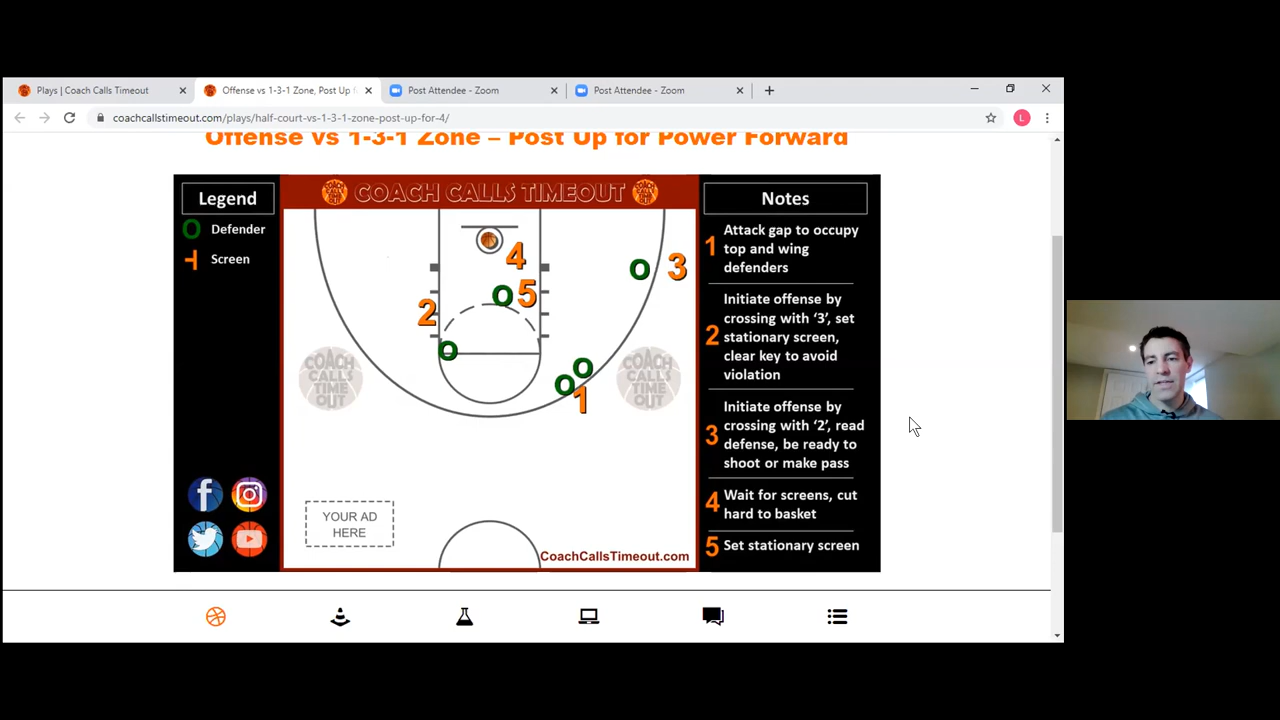 Plays | Coach Calls Timeout
Offense vs 1-3-1 Zone, Post Up f
Post Attendee - Zoom
Post Attendee - Zoom
coachcallstimeout.com/plays/half-court-vs-1-3-1-zone-post-up-for-4/
L
Offense vs 1-3-1 Zone – Post Up for Power Forward
Legend
O Defender
Screen
COACH CALLS TIMEOUT
4
O 3
O 5
2
O
O
O
1
COACH
CALLS
TIME
OUT
COACH
CALLS
TIME
OUT
YOUR AD
HERE
CoachCallsTimeout.com
Notes
1 Attack gap to occupy
top and wing
defenders
2 Initiate offense by
crossing with ‘3’, set
stationary screen,
clear key to avoid
violation
3 Initiate offense by
crossing with ‘2’, read
defense, be ready to
shoot or make pass
4 Wait for screens, cut
hard to basket
5 Set stationary screen